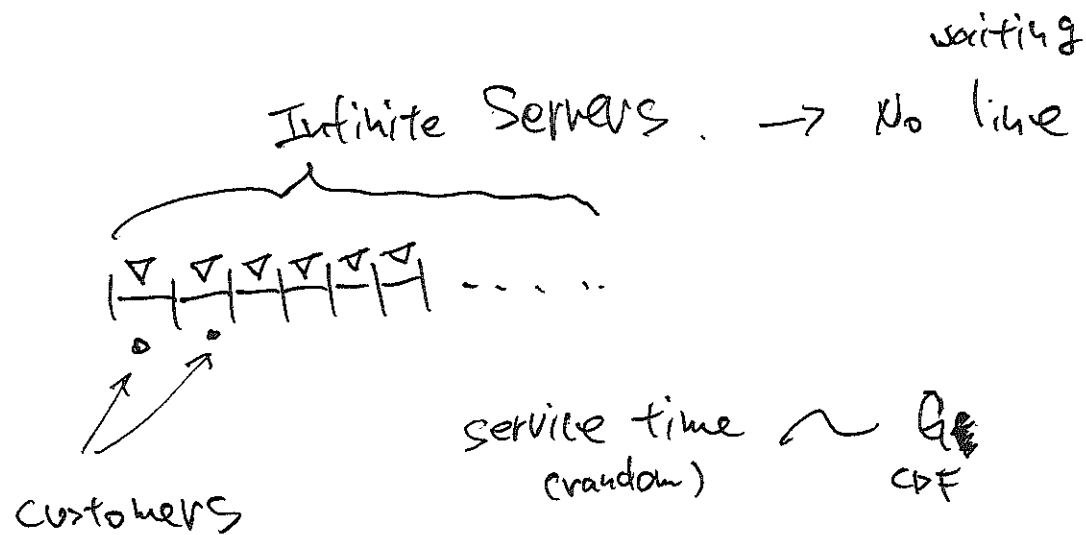 waiting
Infinite Servers. → No line
. . . . . .
service time ~ G
(random) CDF
customers